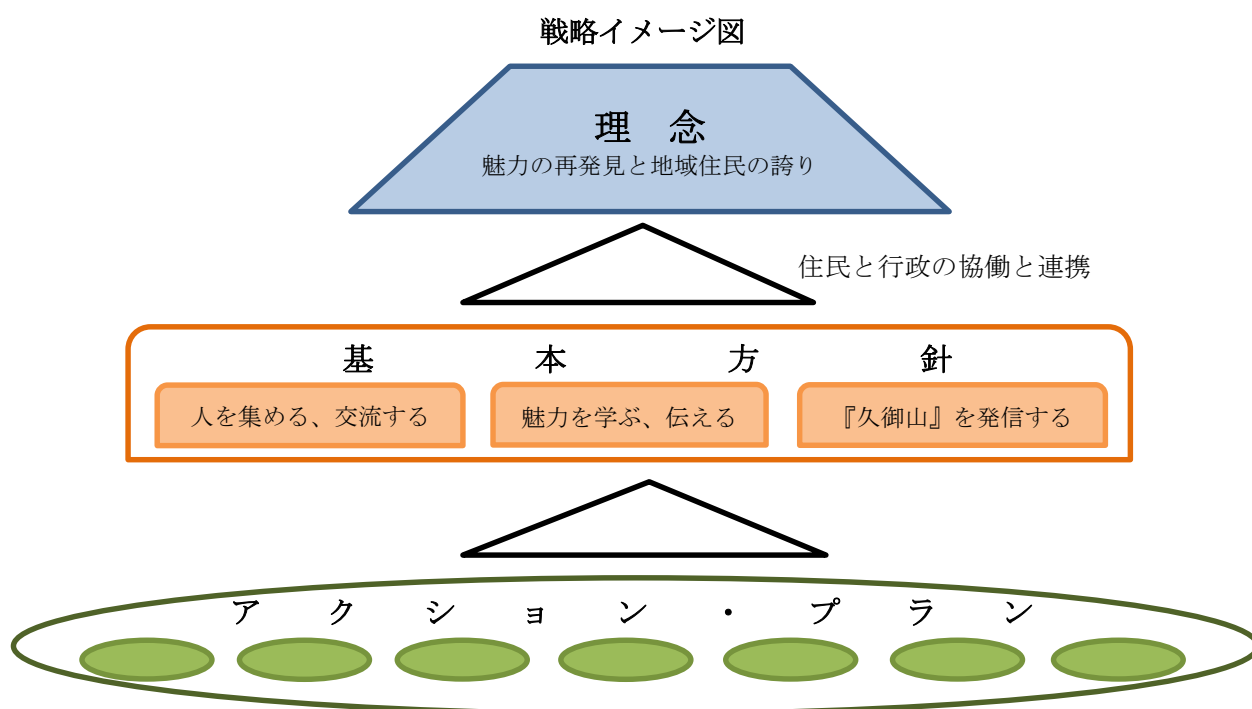 戦略イメージ図
理　念
魅力の再発見と地域住民の誇り
住民と行政の協働と連携
基　本　方　針
人を集める、交流する
魅力を学ぶ、伝える
『久御山』を発信する
アクション・プラン